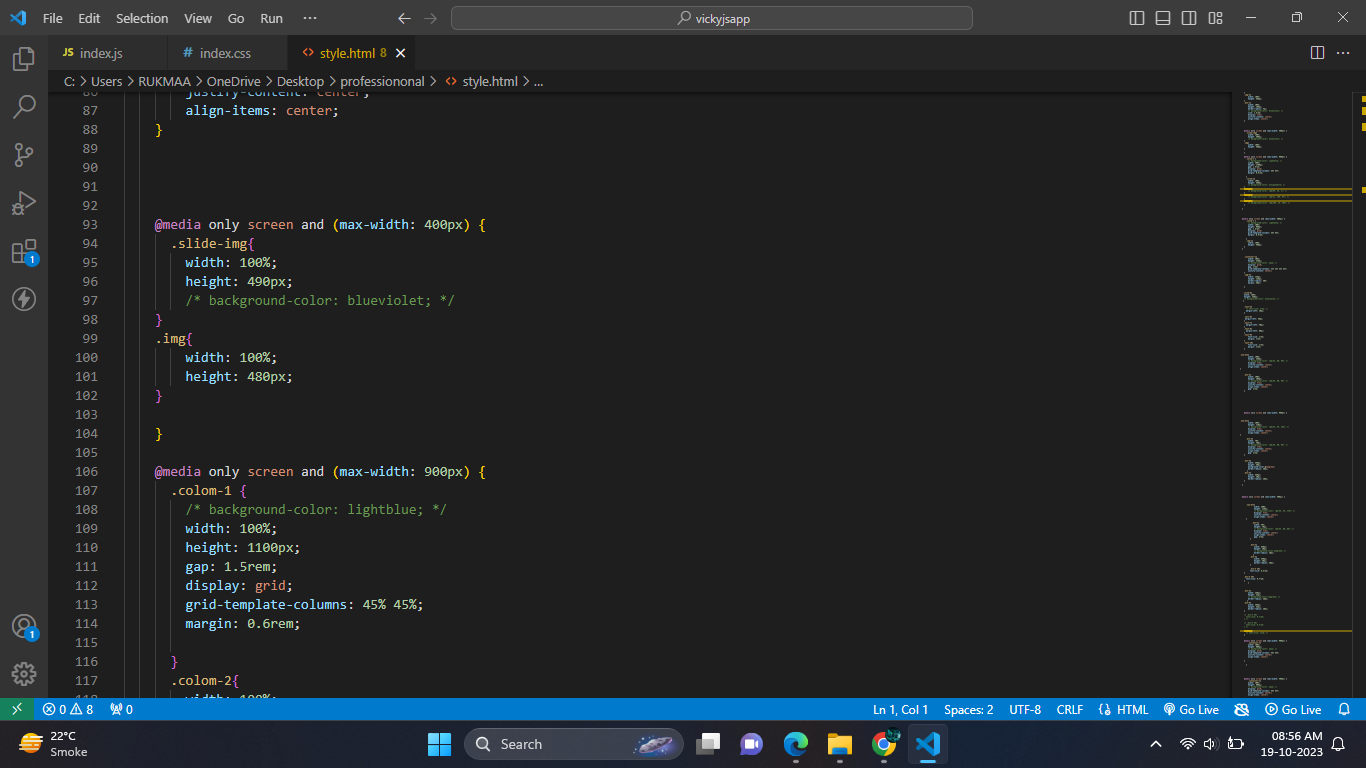 File Edit Selection View Go Run ··· vickyjsapp
JS index.js # index.css <> style.html 8
C: > Users > RUKMAA > OneDrive > Desktop > professiononal > <> style.html > ...
86 justify-content: center;
87 align-items: center;
88 }
89
90
91
92
93 @media only screen and (max-width: 400px) {
94 .slide-img{
95 width: 100%;
96 height: 490px;
97 /* background-color: blueviolet; */
98 }
99 .img{
100 width: 100%;
101 height: 480px;
102 }
103
104 }
105
106 @media only screen and (max-width: 900px) {
107 .colom-1 {
108 /* background-color: lightblue; */
109 width: 100%;
110 height: 1100px;
111 gap: 1.5rem;
112 display: grid;
113 grid-template-columns: 45% 45%;
114 margin: 0.6rem;
115
116 }
117 .colom-2{
118 width: 100%;
1
1
0 8 0 Ln 1, Col 1 Spaces: 2 UTF-8 CRLF HTML Go Live Go Live
22°C
Smoke
Search
08:56 AM
19-10-2023